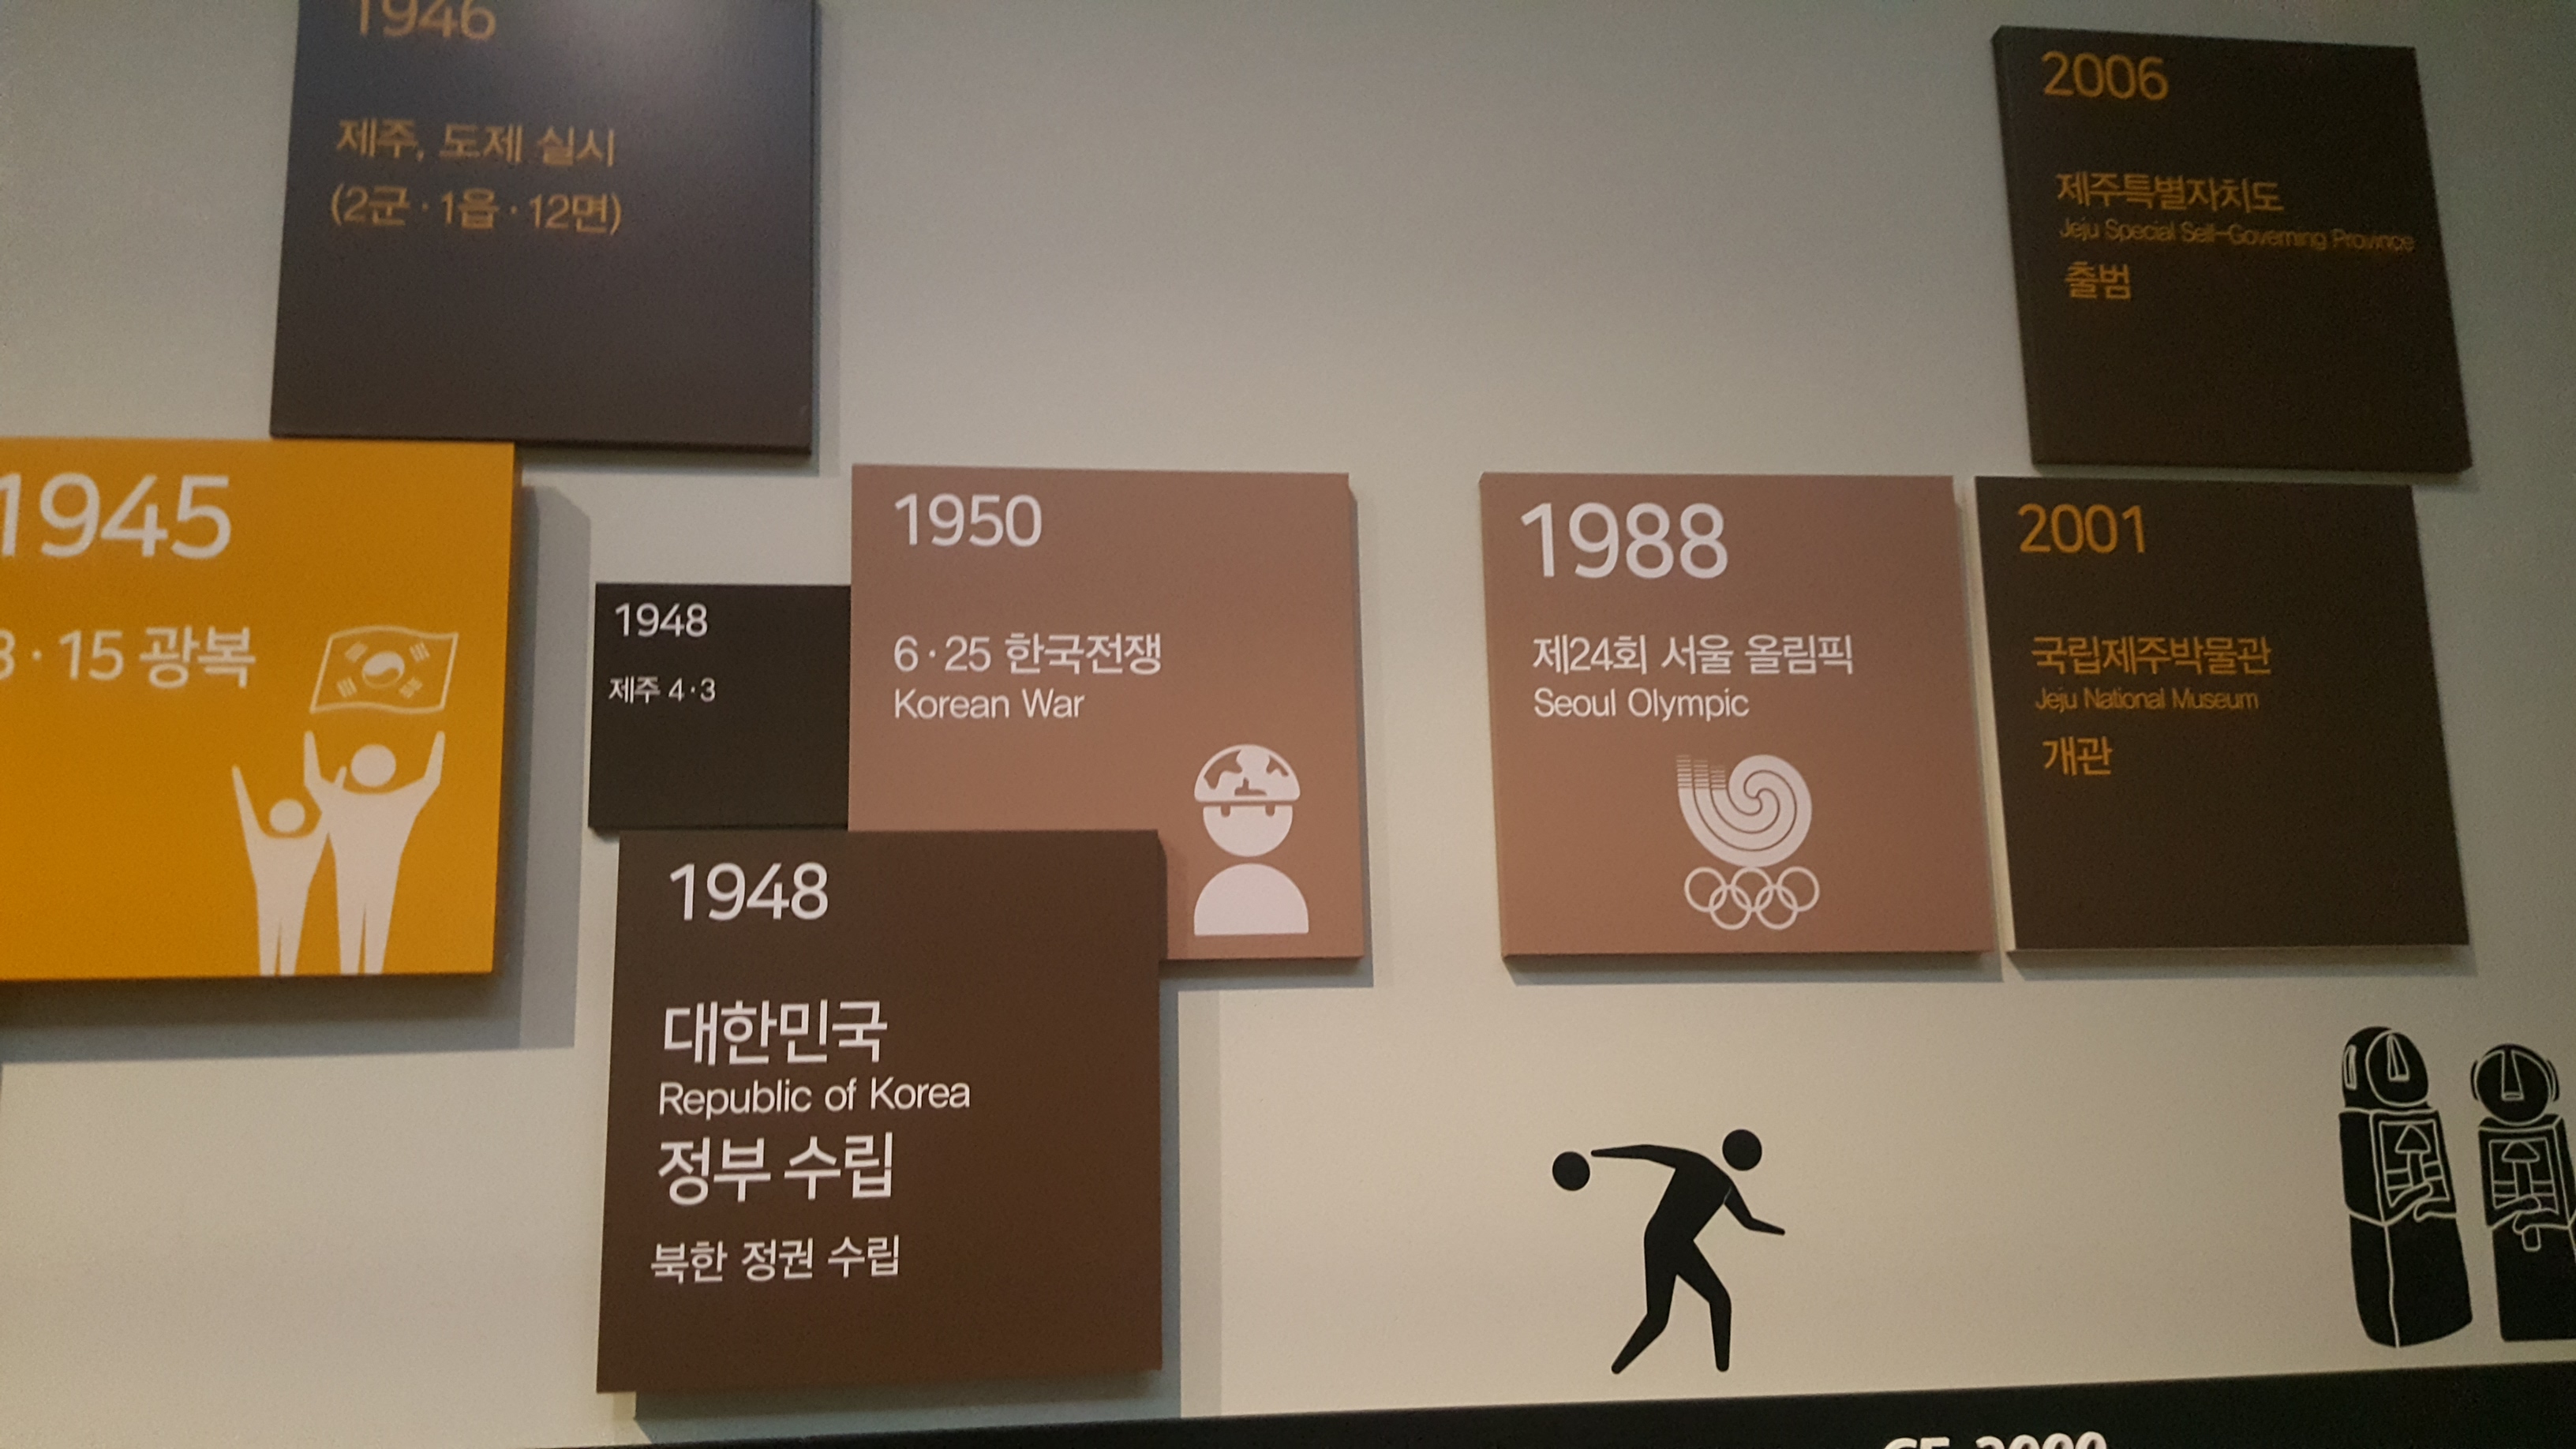 1946
제주, 도제 실시
(2군·1읍·12면)
1945
8·15 광복
1948
제주 4·3
1950
6·25 한국전쟁
Korean War
1948
대한민국
Republic of Korea
정부 수립
북한 정권 수립
1988
제24회 서울 올림픽
Seoul Olympic
2006
제주특별자치도
Jeju Special Self-Governing Province
출범
2001
국립제주박물관
Jeju National Museum
개관
CE 2000